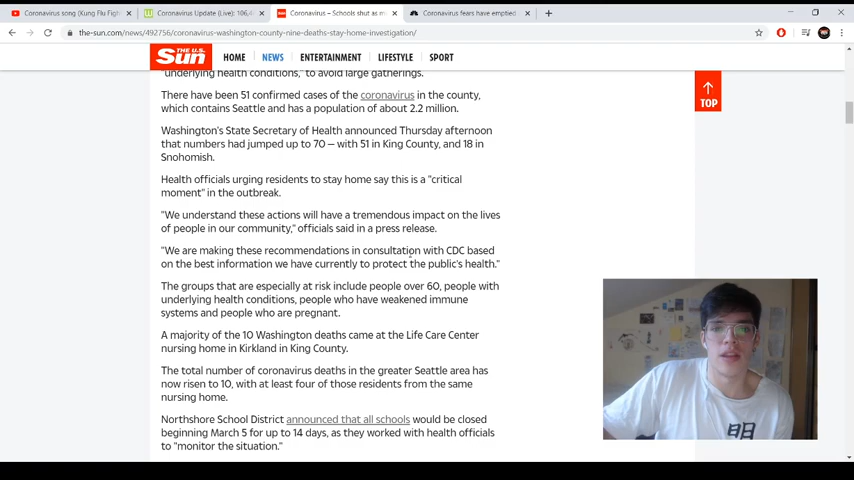 Coronavirus song (Kung Flu Fight
Coronavirus Update (Live): 106,4
Coronavirus – Schools shut as m
Coronavirus fears have emptied
the-sun.com/news/492756/coronavirus-washington-county-nine-deaths-stay-home-investigation/
THE U.S. Sun
HOME NEWS ENTERTAINMENT LIFESTYLE SPORT
"underlying health conditions," to avoid large gatherings.
There have been 51 confirmed cases of the coronavirus in the county,
which contains Seattle and has a population of about 2.2 million.
Washington's State Secretary of Health announced Thursday afternoon
that numbers had jumped up to 70 — with 51 in King County, and 18 in
Snohomish.
Health officials urging residents to stay home say this is a "critical
moment" in the outbreak.
"We understand these actions will have a tremendous impact on the lives
of people in our community," officials said in a press release.
"We are making these recommendations in consultation with CDC based
on the best information we have currently to protect the public's health."
The groups that are especially at risk include people over 60, people with
underlying health conditions, people who have weakened immune
systems and people who are pregnant.
A majority of the 10 Washington deaths came at the Life Care Center
nursing home in Kirkland in King County.
The total number of coronavirus deaths in the greater Seattle area has
now risen to 10, with at least four of those residents from the same
nursing home.
Northshore School District announced that all schools would be closed
beginning March 5 for up to 14 days, as they worked with health officials
to "monitor the situation."
TOP
明